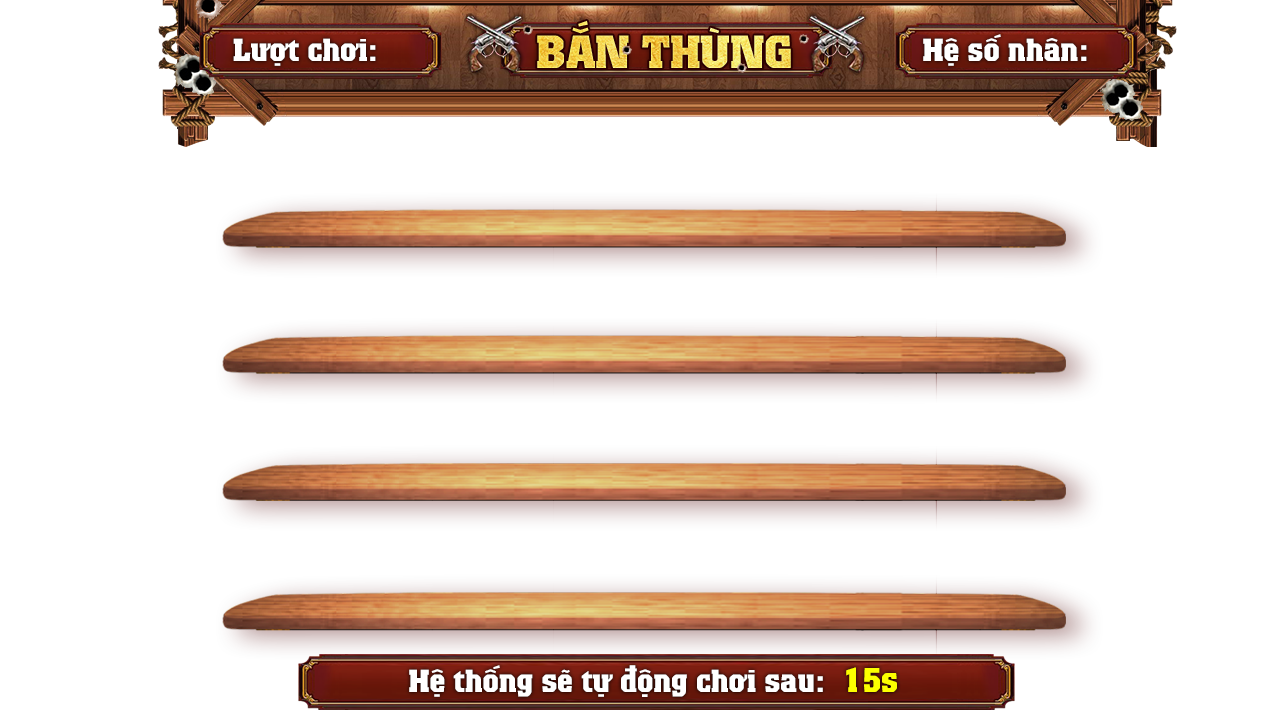 Lượt chơi:
BẮN THÙNG
Hệ số nhân:
Hệ thống sẽ tự động chơi sau: 15s